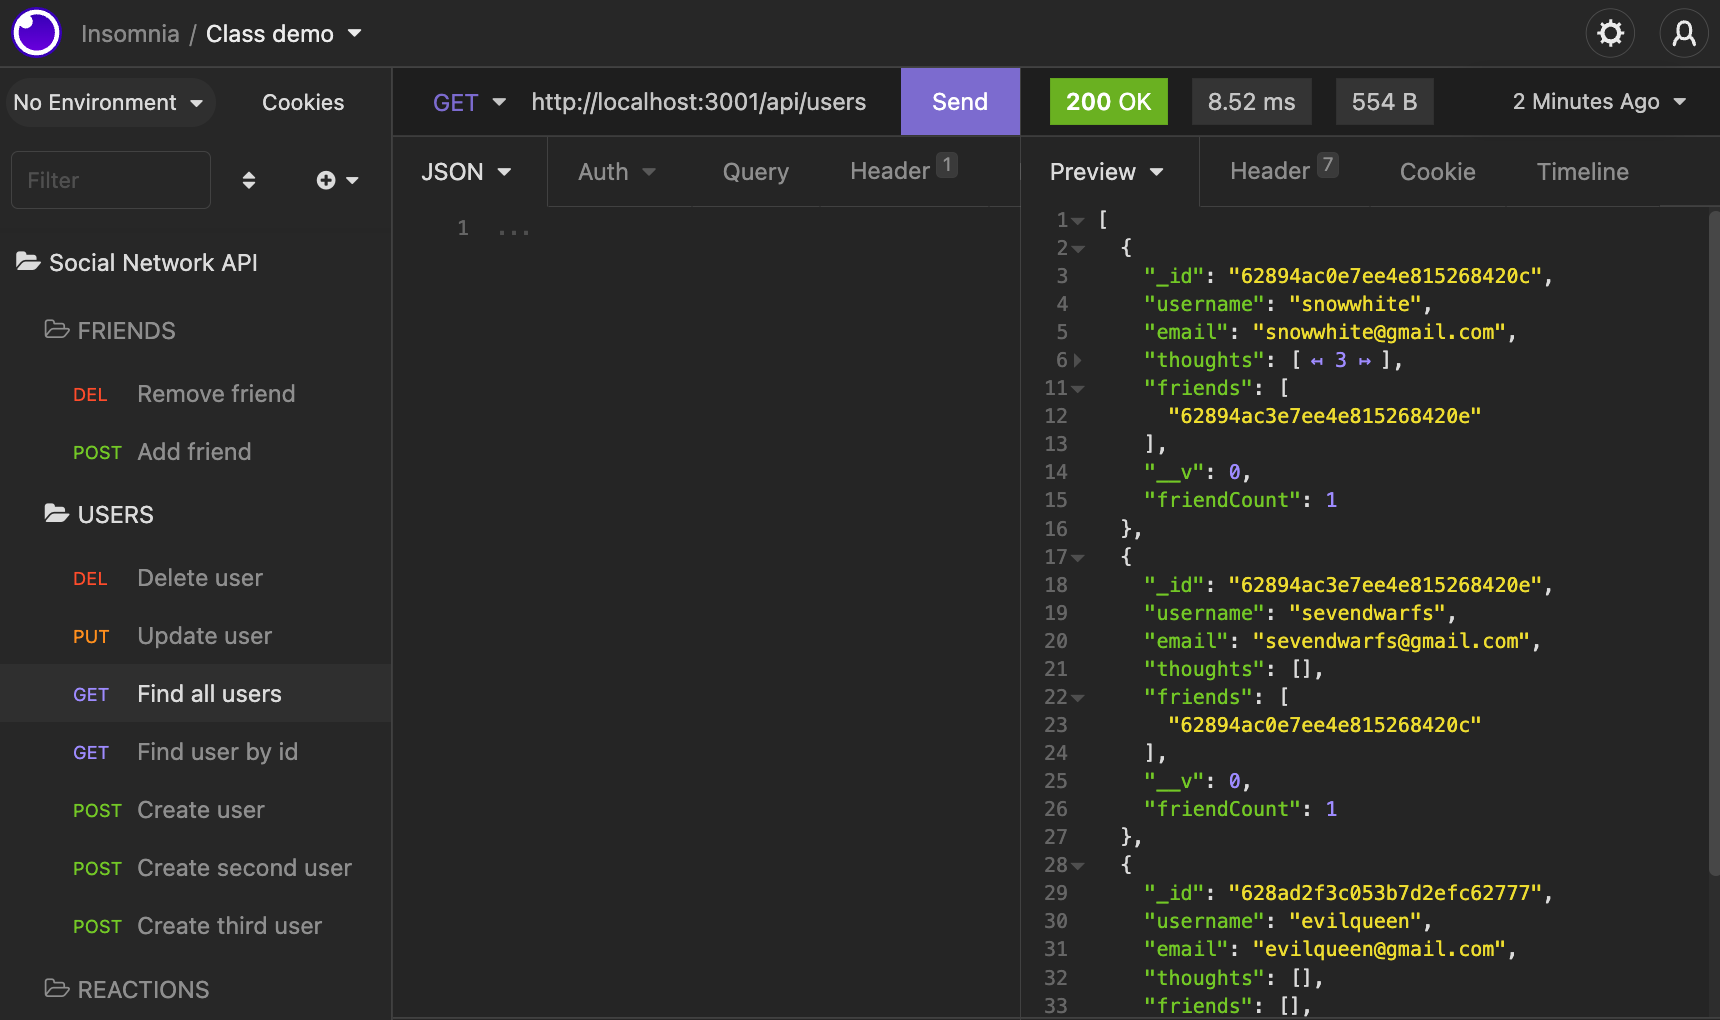 Insomnia / Class demo
No Environment
Cookies
Filter
Social Network API
FRIENDS
DEL Remove friend
POST Add friend
USERS
DEL Delete user
PUT Update user
GET Find all users
GET Find user by id
POST Create user
POST Create second user
POST Create third user
REACTIONS
GET http://localhost:3001/api/users Send
JSON Auth Query Header 1
1 ...
200 OK 8.52 ms 554 B 2 Minutes Ago
Preview Header 7 Cookie Timeline
1 [
2 {
3 "_id": "62894ac0e7ee4e815268420c",
4 "username": "snowwhite",
5 "email": "snowwhite@gmail.com",
6 "thoughts": [ ↤ 3 ↦ ],
11 "friends": [
12 "62894ac3e7ee4e815268420e"
13 ],
14 "__v": 0,
15 "friendCount": 1
16 },
17 {
18 "_id": "62894ac3e7ee4e815268420e",
19 "username": "sevendwarfs",
20 "email": "sevendwarfs@gmail.com",
21 "thoughts": [],
22 "friends": [
23 "62894ac0e7ee4e815268420c"
24 ],
25 "__v": 0,
26 "friendCount": 1
27 },
28 {
29 "_id": "628ad2f3c053b7d2efc62777",
30 "username": "evilqueen",
31 "email": "evilqueen@gmail.com",
32 "thoughts": [],
33 "friends": [],